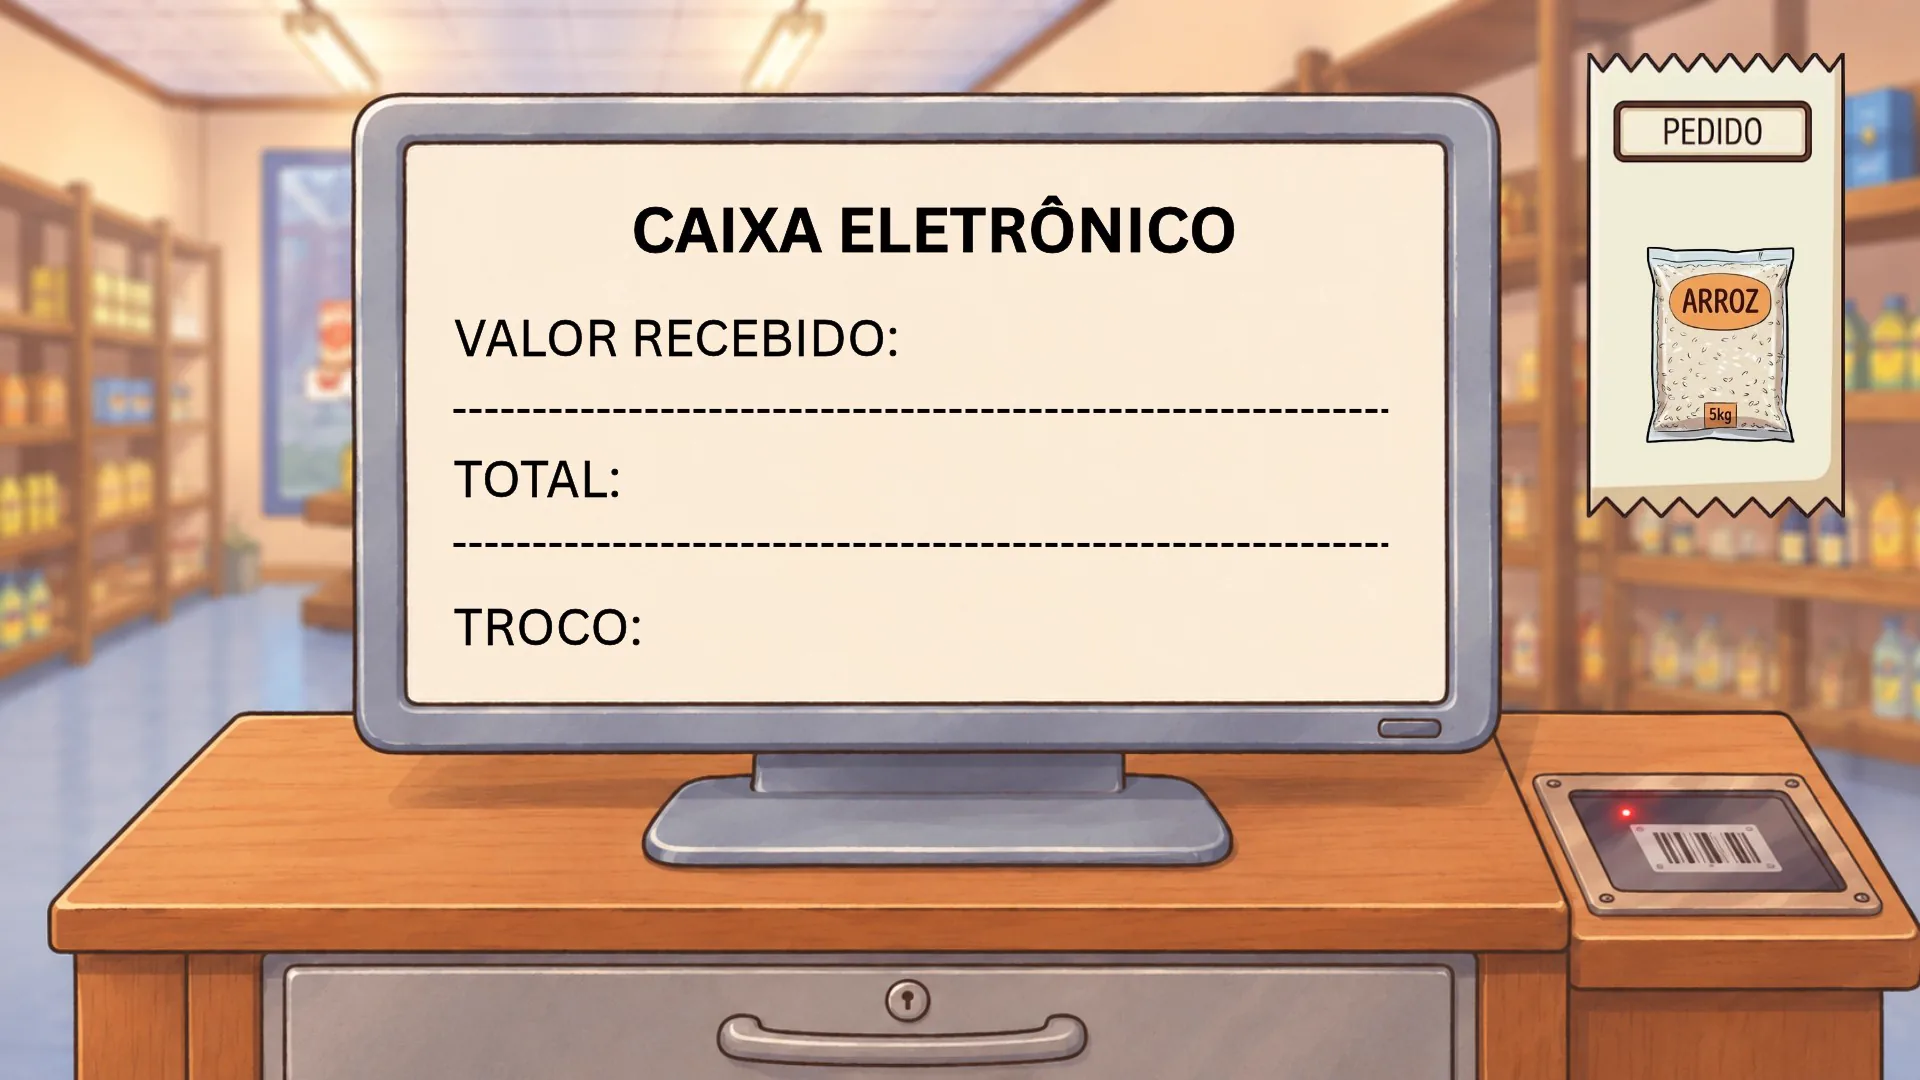 CAIXA ELETRÔNICO
VALOR RECEBIDO:
TOTAL:
TROCO:
PEDIDO
ARROZ
5kg